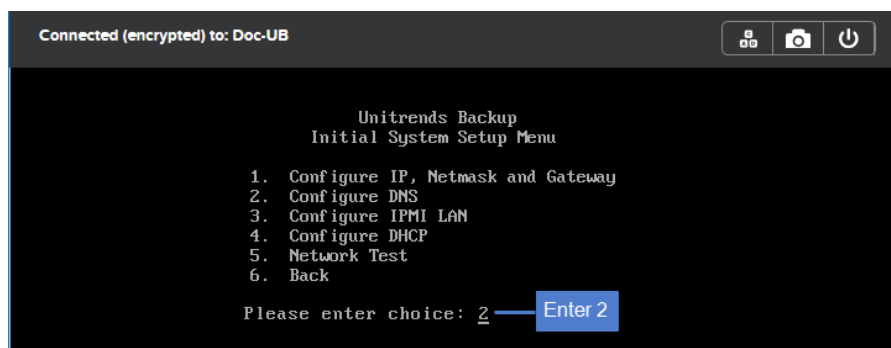 Connected (encrypted) to: Doc-UB
Unitrends Backup
Initial System Setup Menu
1. Configure IP, Netmask and Gateway
2. Configure DNS
3. Configure IPMI LAN
4. Configure DHCP
5. Network Test
6. Back
Please enter choice: 2 Enter 2